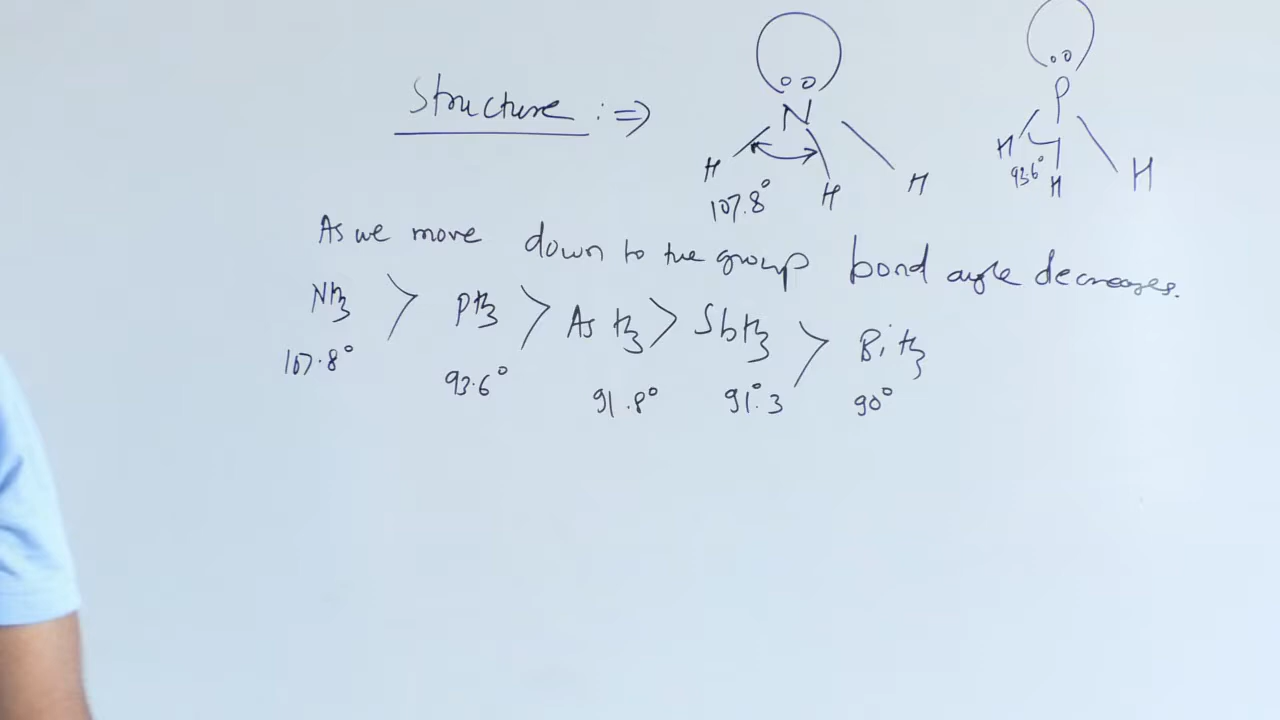 Structure :⇒
N
H
H
H
107.8°
P
H
H
H
93.6°
As we move down to the group bond angle decreases.
NH3 > PH3 > AsH3 > SbH3 > BiH3
107.8° 93.6° 91.8° 91°.3 90°